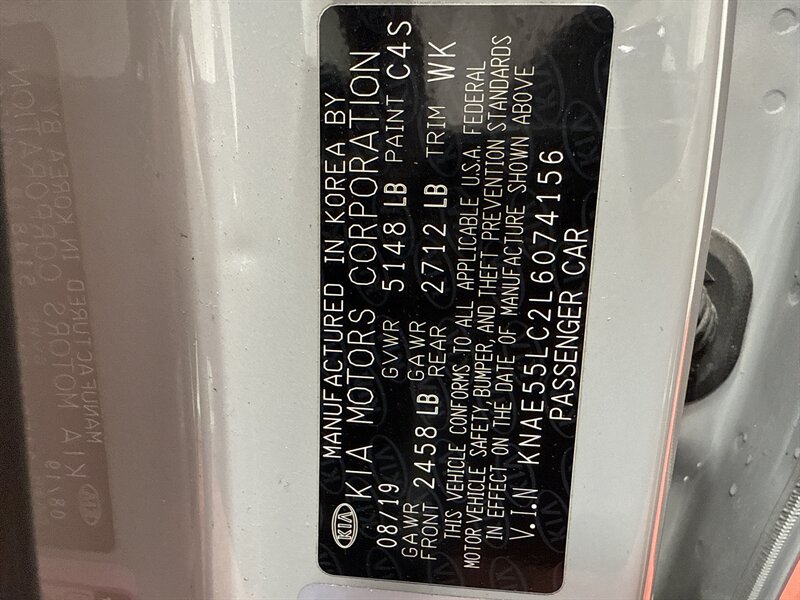 MANUFACTURED IN KOREA BY
KIA KIA MOTORS CORPORATION
08/19 GVWR 5148 LB PAINT C4S
GAWR FRONT 2458 LB GAWR REAR 2712 LB TRIM WK
THIS VEHICLE CONFORMS TO ALL APPLICABLE U.S.A. FEDERAL
MOTOR VEHICLE SAFETY, BUMPER, AND THEFT PREVENTION STANDARDS
IN EFFECT ON THE DATE OF MANUFACTURE SHOWN ABOVE
V.I.N KNAE55LC2L6074156
PASSENGER CAR